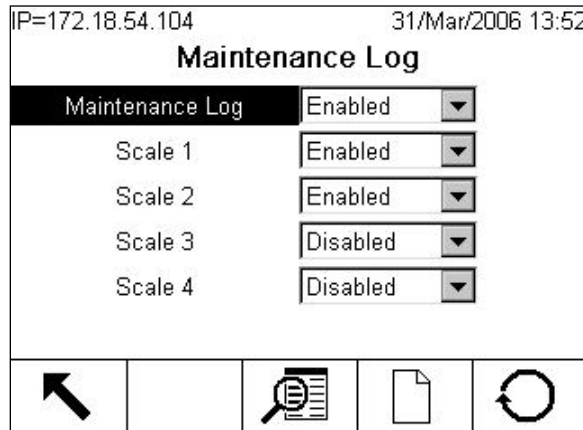 IP=172.18.54.104 31/Mar/2006 13:52
Maintenance Log
Maintenance Log Enabled
Scale 1 Enabled
Scale 2 Enabled
Scale 3 Disabled
Scale 4 Disabled